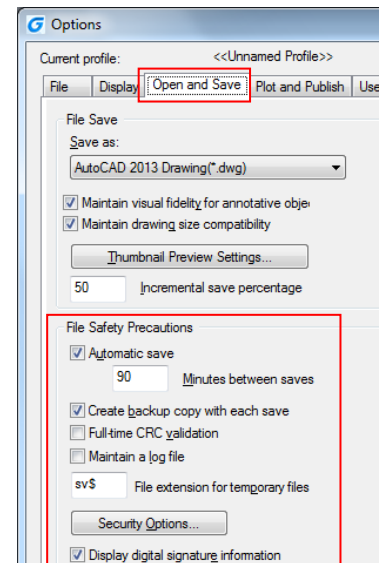 Options
Current profile: <<Unnamed Profile>>
File Display Open and Save Plot and Publish Use
File Save
Save as:
AutoCAD 2013 Drawing(*.dwg)
Maintain visual fidelity for annotative obje
Maintain drawing size compatibility
Thumbnail Preview Settings...
50 Incremental save percentage
File Safety Precautions
Automatic save
90 Minutes between saves
Create backup copy with each save
Full-time CRC validation
Maintain a log file
sv$ File extension for temporary files
Security Options...
Display digital signature information